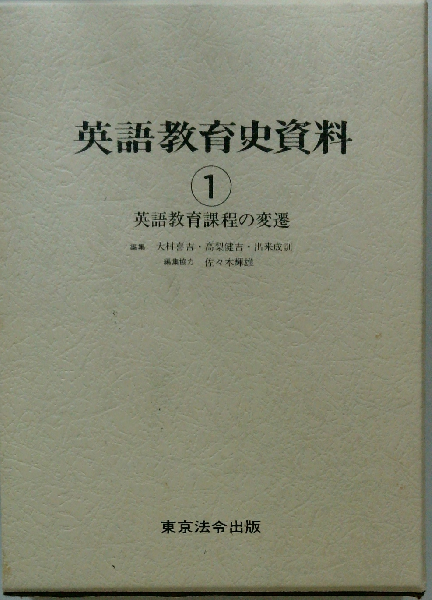 英語教育史資料
①
英語教育課程の変遷
編集 大村喜吉・高梨健吉・出来成訓
編集協力 佐々木輝雄
東京法令出版